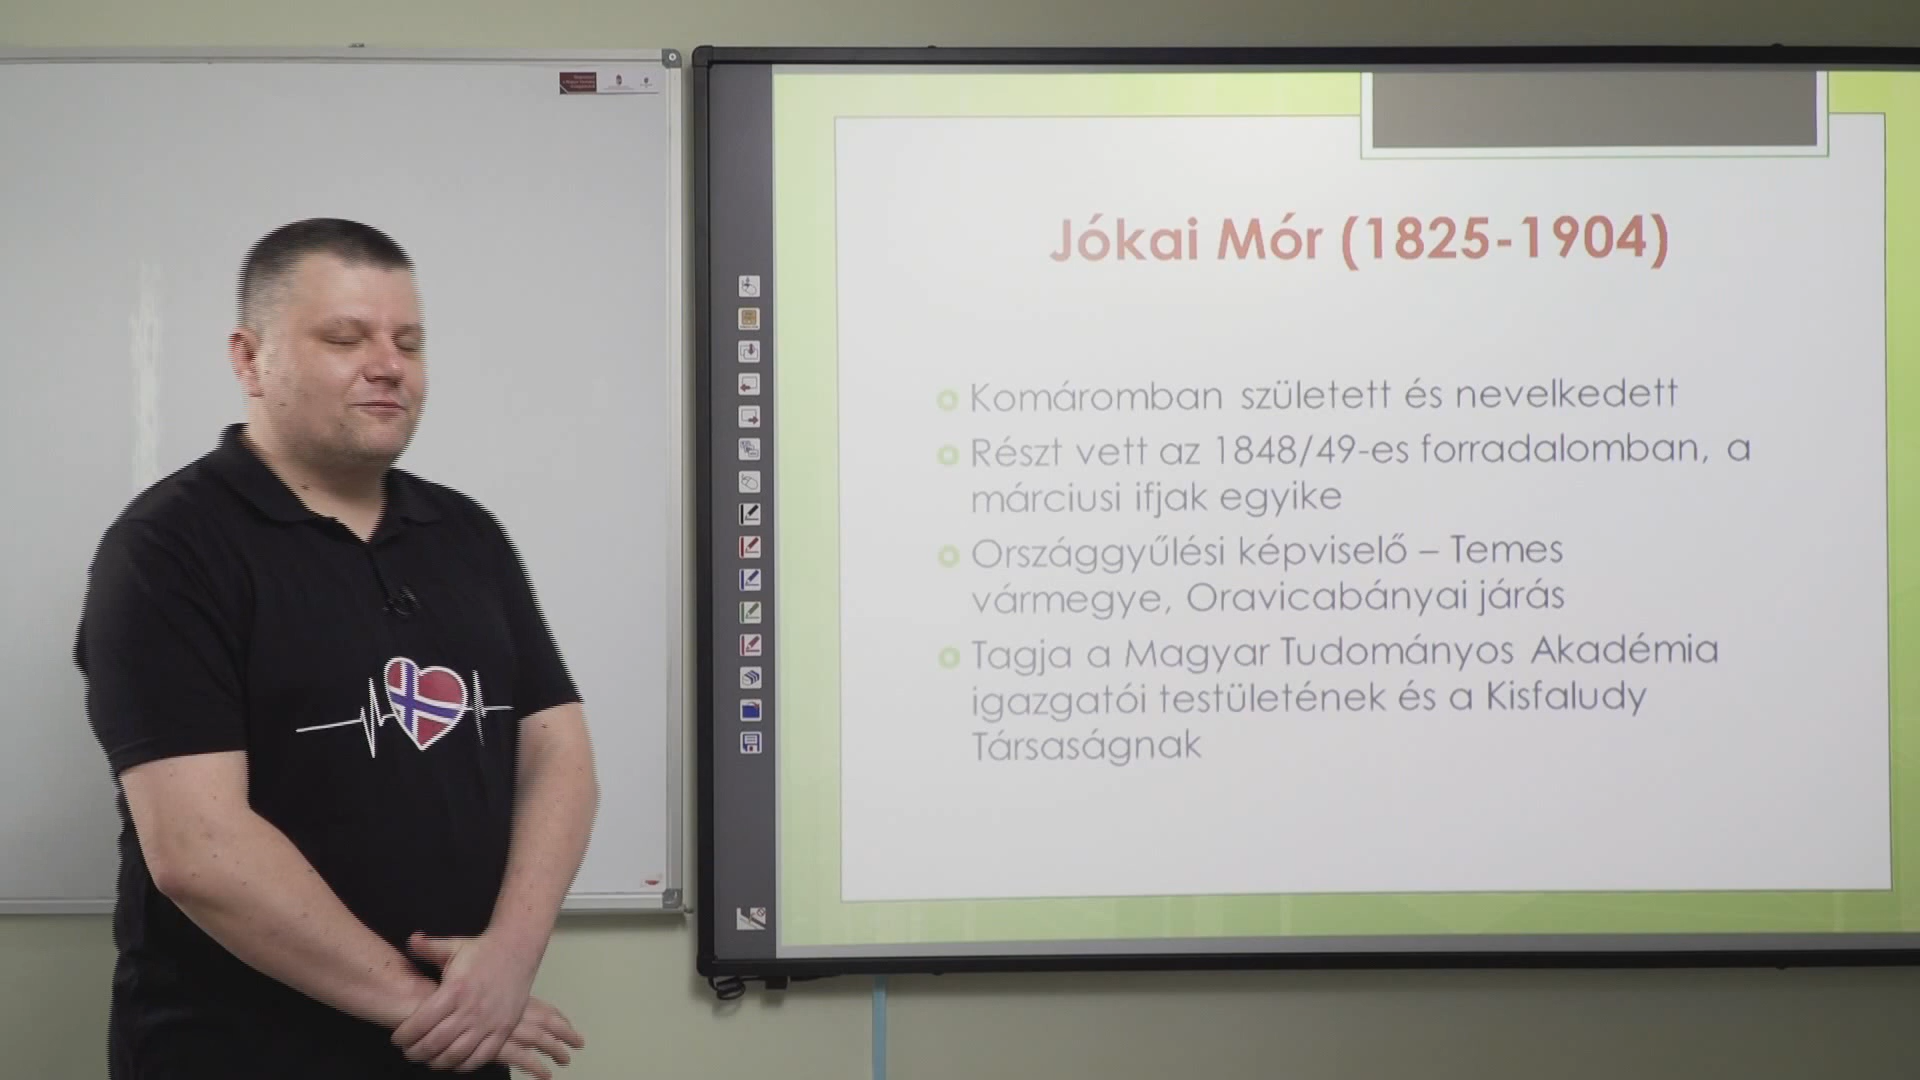 Jókai Mór (1825-1904)
Komáromban született és nevelkedett
Részt vett az 1848/49-es forradalomban, a
márciusi ifjak egyike
Országgyűlési képviselő – Temes
vármegye, Oravicabányai járás
Tagja a Magyar Tudományos Akadémia
igazgatói testületének és a Kisfaludy
Társaságnak